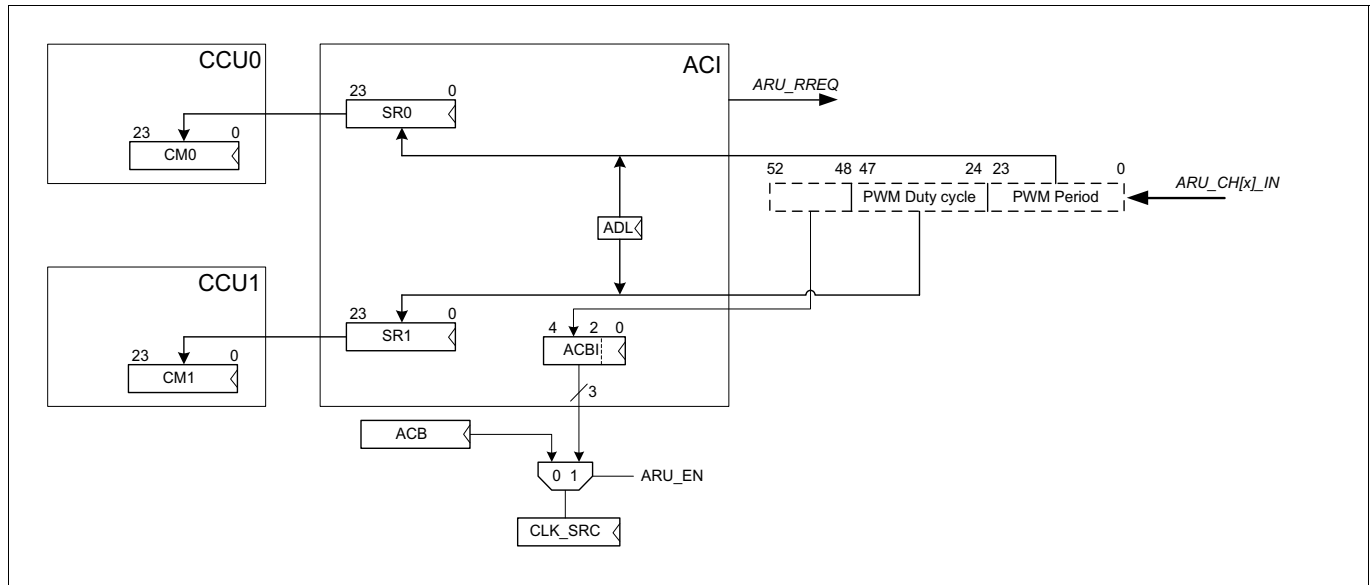 CCU0
ACI
ARU_RREQ
23 0
SR0
23 0
CM0
52 48 47 24 23 0
ARU_CH[x]_IN
PWM Duty cycle PWM Period
ADL
CCU1
23 0
SR1
4 2 0
ACBI
23 0
CM1
3
ACB
0 1
ARU_EN
CLK_SRC